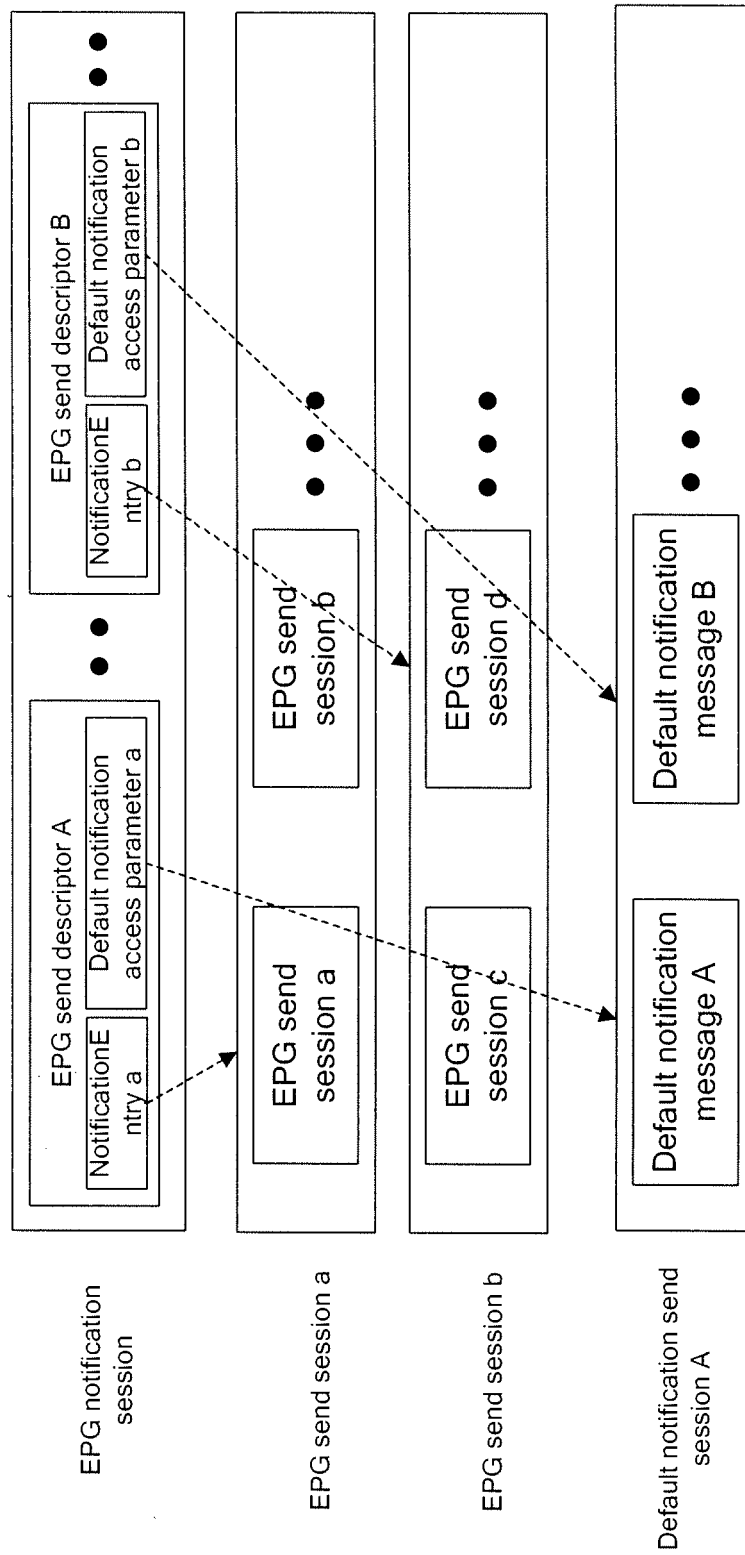 EPG notification
session
EPG send descriptor A
NotificationE
ntry a
Default notification
access parameter a
EPG send descriptor B
NotificationE
ntry b
Default notification
access parameter b
EPG send session a
EPG send
session a
EPG send
session b
EPG send session b
EPG send
session c
EPG send
session d
Default notification send
session A
Default notification
message A
Default notification
message B